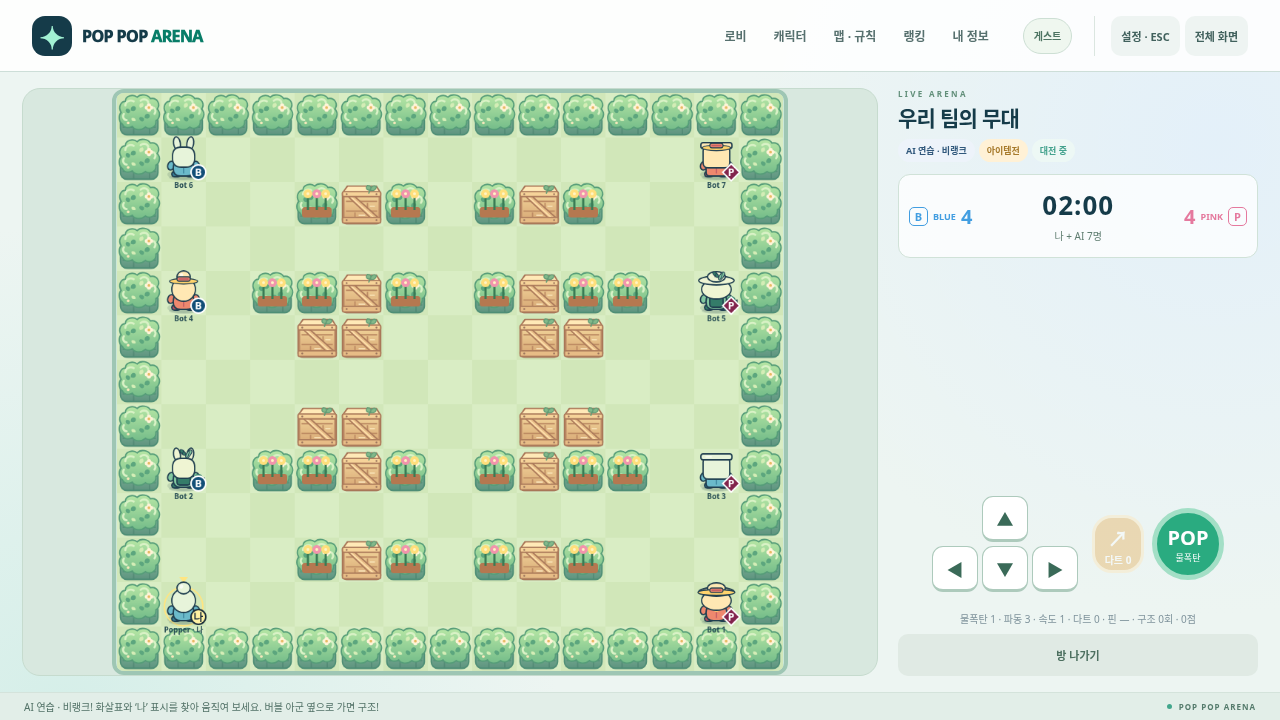 POP POP ARENA
로비 캐릭터 맵 · 규칙 랭킹 내 정보 게스트 설정 · ESC 전체 화면
LIVE ARENA
우리 팀의 무대
AI 연습 · 비랭크 아이템전 대전 중
B BLUE 4 02:00 4 PINK P
나 + AI 7명
B P
Bot 6 Bot 7
B P
Bot 4 Bot 5
B P
Bot 2 Bot 3
나 P
Popper · 나 Bot 1
▲
◀ ▼ ▶
↗
다트 0
POP
물폭탄
물폭탄 1 · 파동 3 · 속도 1 · 다트 0 · 핀 — · 구조 0회 · 0점
방 나가기
AI 연습 · 비랭크! 화살표와 ‘나’ 표시를 찾아 움직여 보세요. 버블 아군 옆으로 가면 구조!
POP POP ARENA